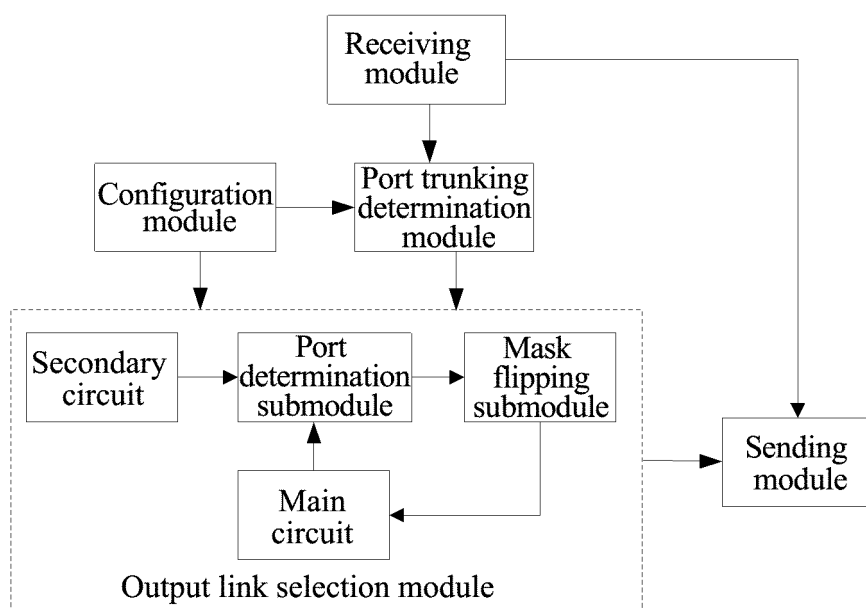 Receiving
module
Configuration
module
Port trunking
determination
module
Secondary
circuit
Port
determination
submodule
Mask
flipping
submodule
Main
circuit
Sending
module
Output link selection module